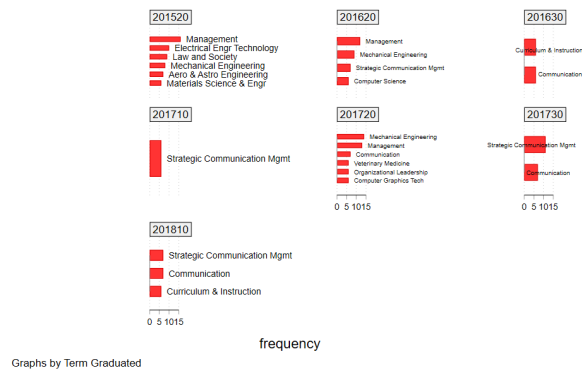 201520
Management
Electrical Engr Technology
Law and Society
Mechanical Engineering
Aero & Astro Engineering
Materials Science & Engr
201620
Management
Mechanical Engineering
Strategic Communication Mgmt
Computer Science
201630
Curriculum & Instruction
Communication
201710
Strategic Communication Mgmt
201720
Mechanical Engineering
Management
Communication
Veterinary Medicine
Organizational Leadership
Computer Graphics Tech
0 5 1015
201730
Strategic Communication Mgmt
Communication
0 5 1015
201810
Strategic Communication Mgmt
Communication
Curriculum & Instruction
0 5 1015
frequency
Graphs by Term Graduated